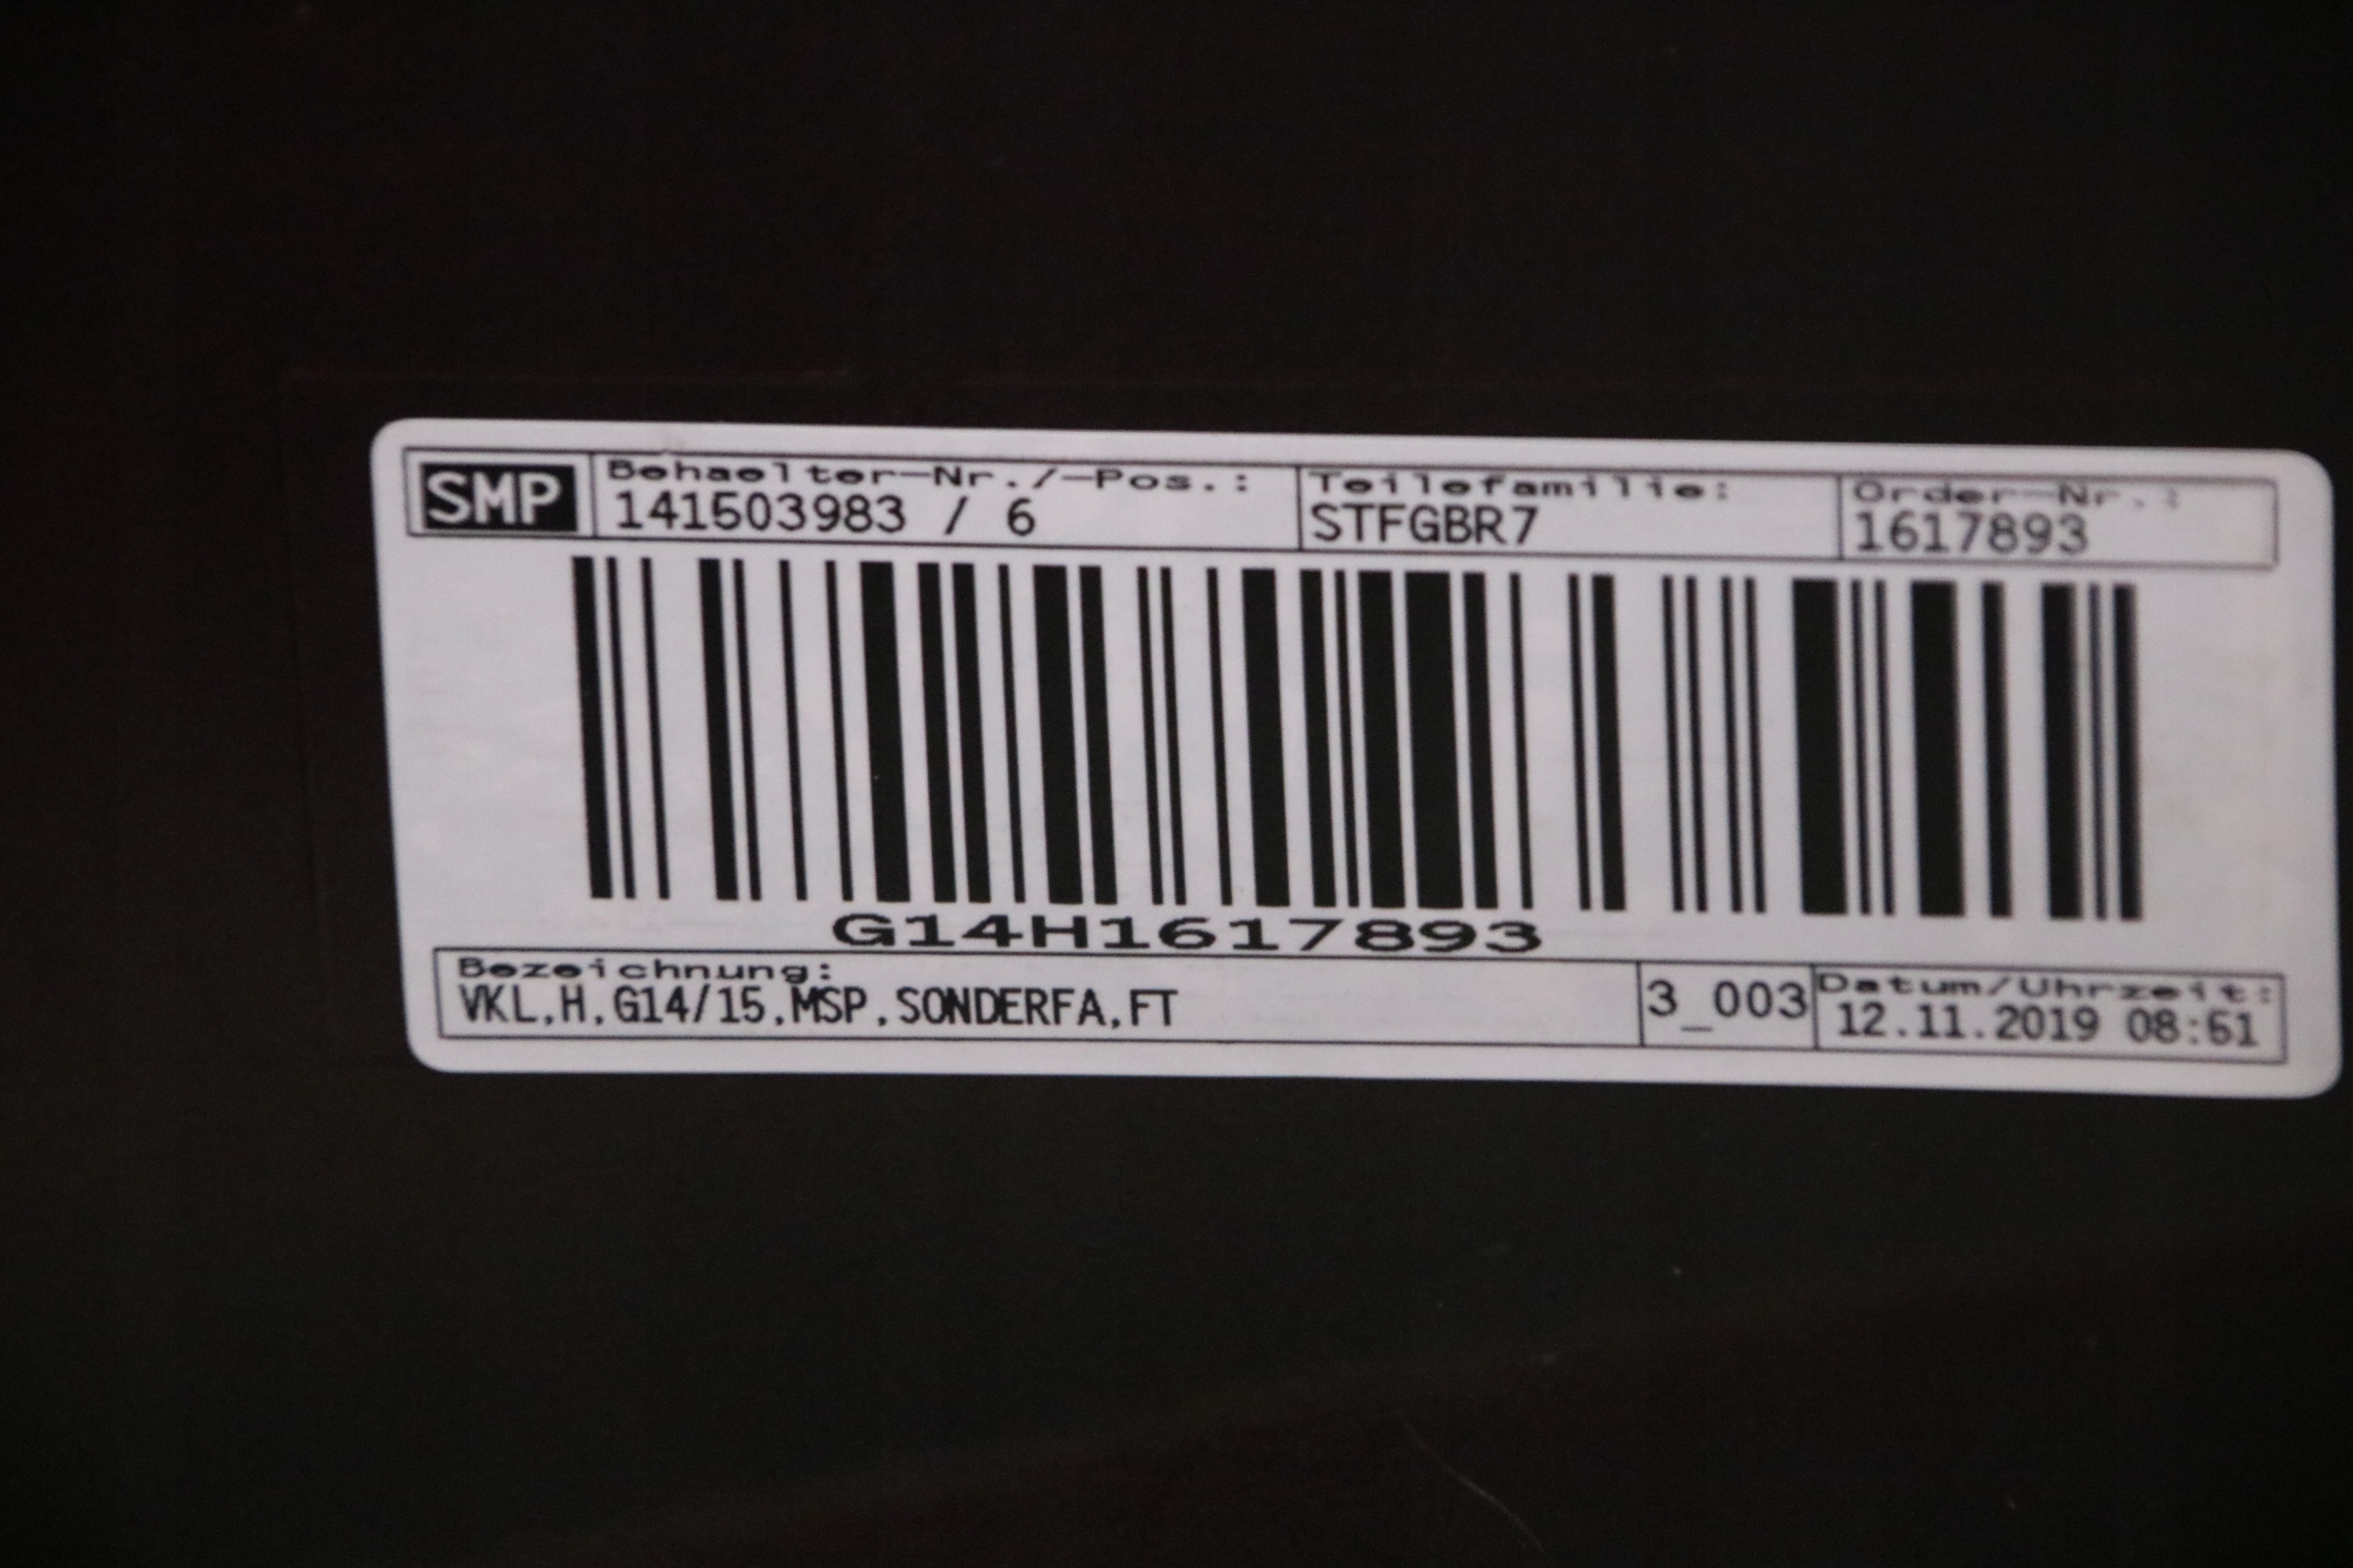 SMP
Behaelter-Nr./-Pos.:
141503983 / 6
Teilefamilie:
STFGBR7
Order-Nr.:
1617893
G14H1617893
Bezeichnung:
VKL,H,G14/15,MSP,SONDERFA,FT
3_003
Datum/Uhrzeit:
12.11.2019 08:51